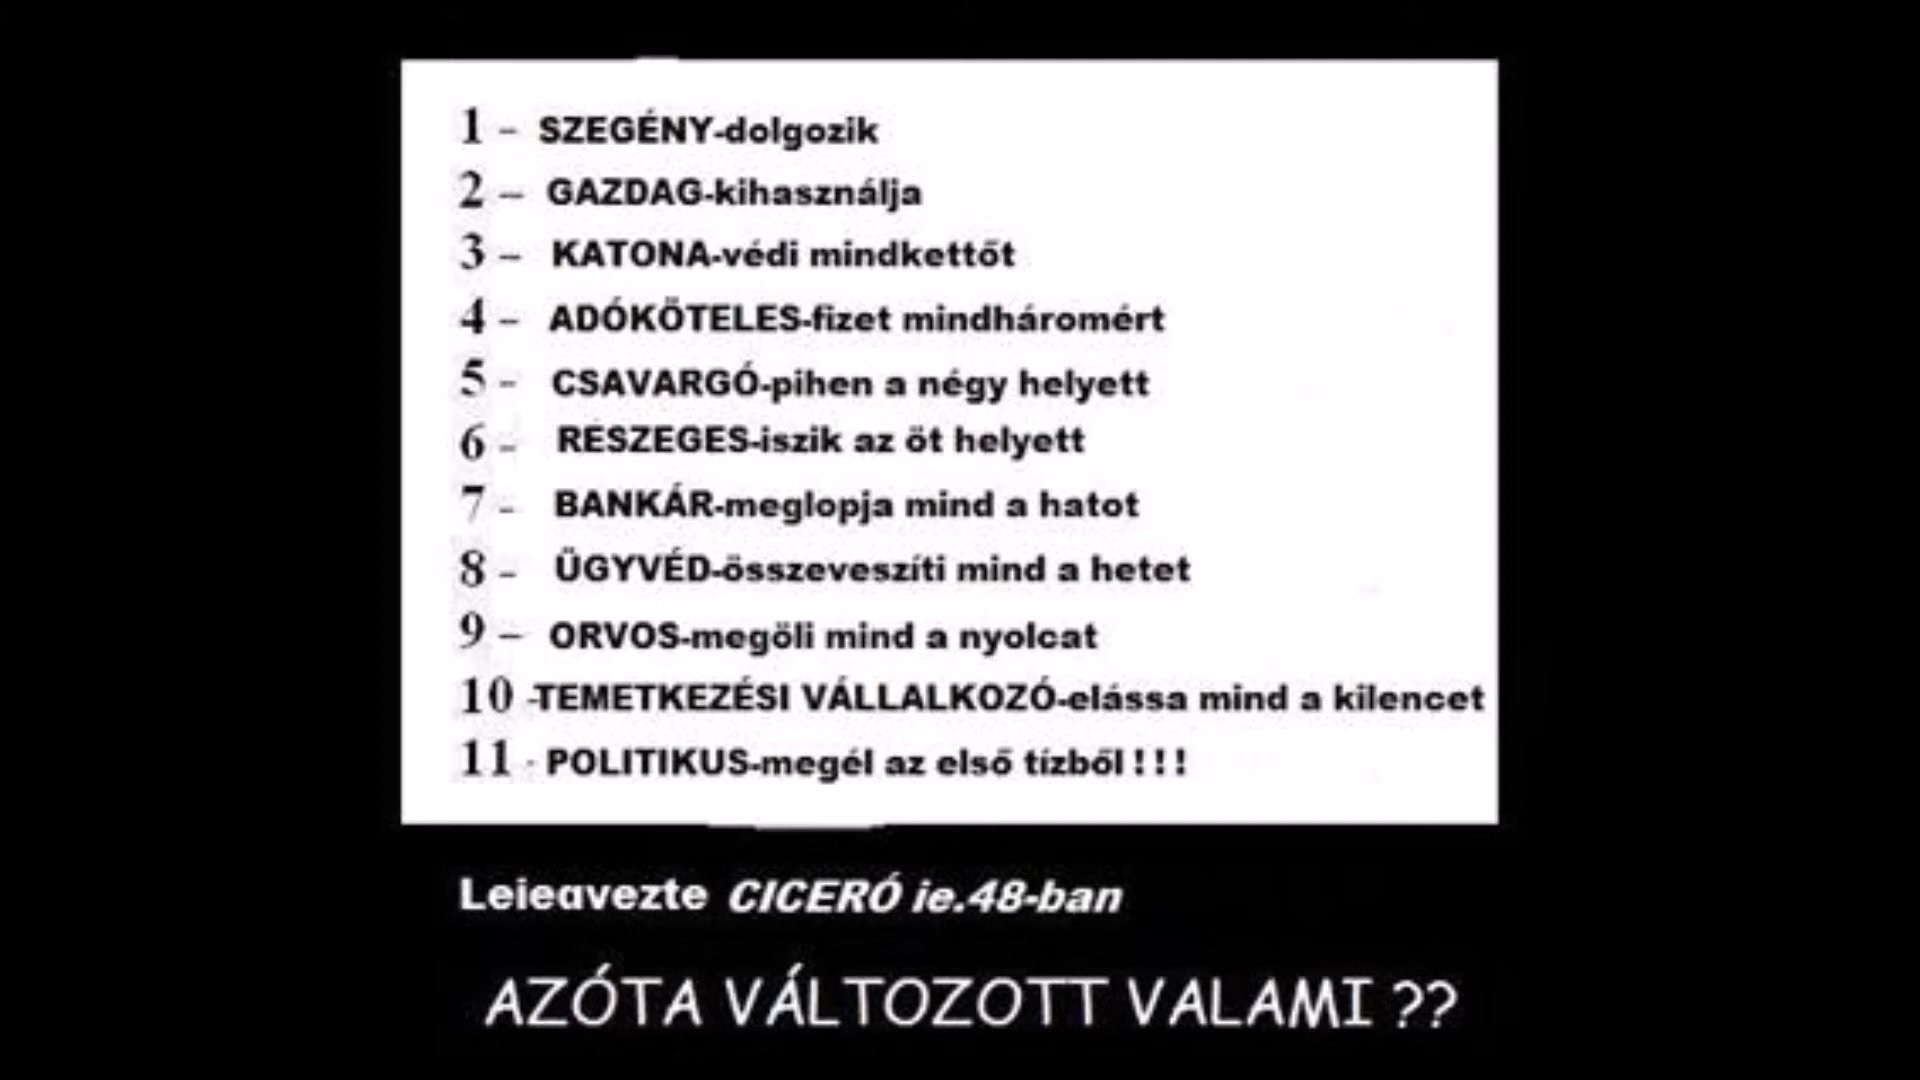 1 - SZEGÉNY-dolgozik
2 - GAZDAG-kihasználja
3 - KATONA-védi mindkettőt
4 - ADÓKÖTELES-fizet mindháromért
5 - CSAVARGÓ-pihen a négy helyett
6 - RÉSZEGES-iszik az öt helyett
7 - BANKÁR-meglopja mind a hatot
8 - ÜGYVÉD-összeveszíti mind a hetet
9 - ORVOS-megöli mind a nyolcat
10 -TEMETKEZÉSI VÁLLALKOZÓ-elássa mind a kilencet
11 - POLITIKUS-megél az első tízből ! ! !
Lejegyezte CICERÓ ie.48-ban
AZÓTA VÁLTOZOTT VALAMI ??